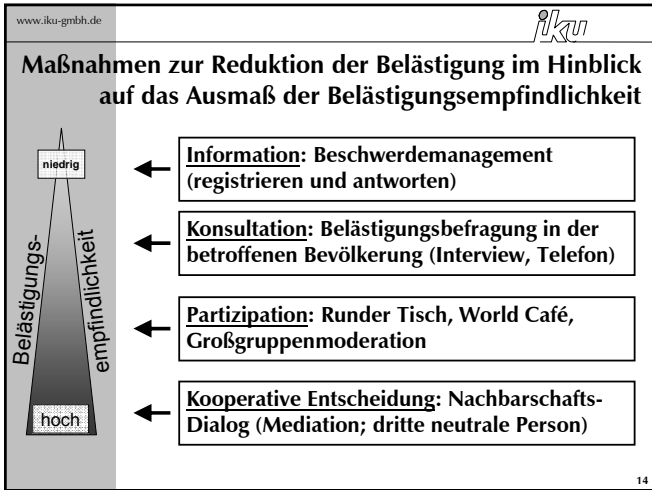 www.iku-gmbh.de
iku
Maßnahmen zur Reduktion der Belästigung im Hinblick
auf das Ausmaß der Belästigungsempfindlichkeit
niedrig
Belästigungs-
empfindlichkeit
hoch
Information: Beschwerdemanagement
(registrieren und antworten)
Konsultation: Belästigungsbefragung in der
betroffenen Bevölkerung (Interview, Telefon)
Partizipation: Runder Tisch, World Café,
Großgruppenmoderation
Kooperative Entscheidung: Nachbarschafts-
Dialog (Mediation; dritte neutrale Person)
14